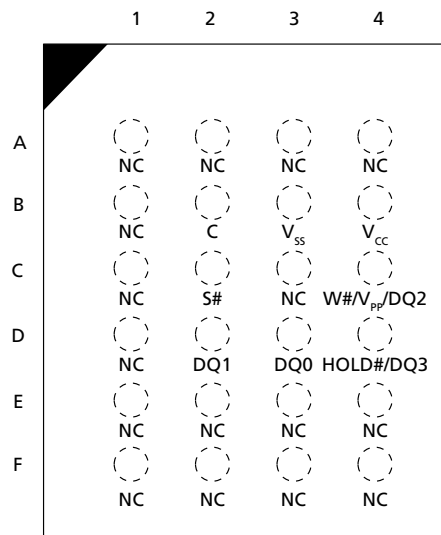 1 2 3 4
A
NC NC NC NC
B
NC C VSS VCC
C
NC S# NC W#/VPP/DQ2
D
NC DQ1 DQ0 HOLD#/DQ3
E
NC NC NC NC
F
NC NC NC NC